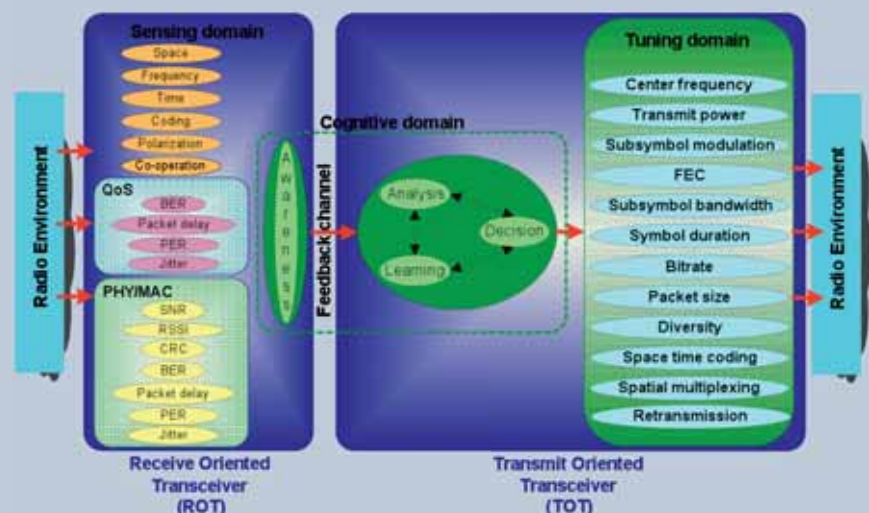 Radio Environment
Sensing domain
Space
Frequency
Time
Coding
Polarization
Co-operation
QoS
BER
Packet delay
PER
Jitter
PHY/MAC
SNR
RSSI
CRC
BER
Packet delay
PER
Jitter
Receive Oriented
Transceiver
(ROT)
Cognitive domain
Awareness
Feedback channel
Analysis
Decision
Learning
Tuning domain
Center frequency
Transmit power
Subsymbol modulation
FEC
Subsymbol bandwidth
Symbol duration
Bitrate
Packet size
Diversity
Space time coding
Spatial multiplexing
Retransmission
Transmit Oriented
Transceiver
(TOT)
Radio Environment